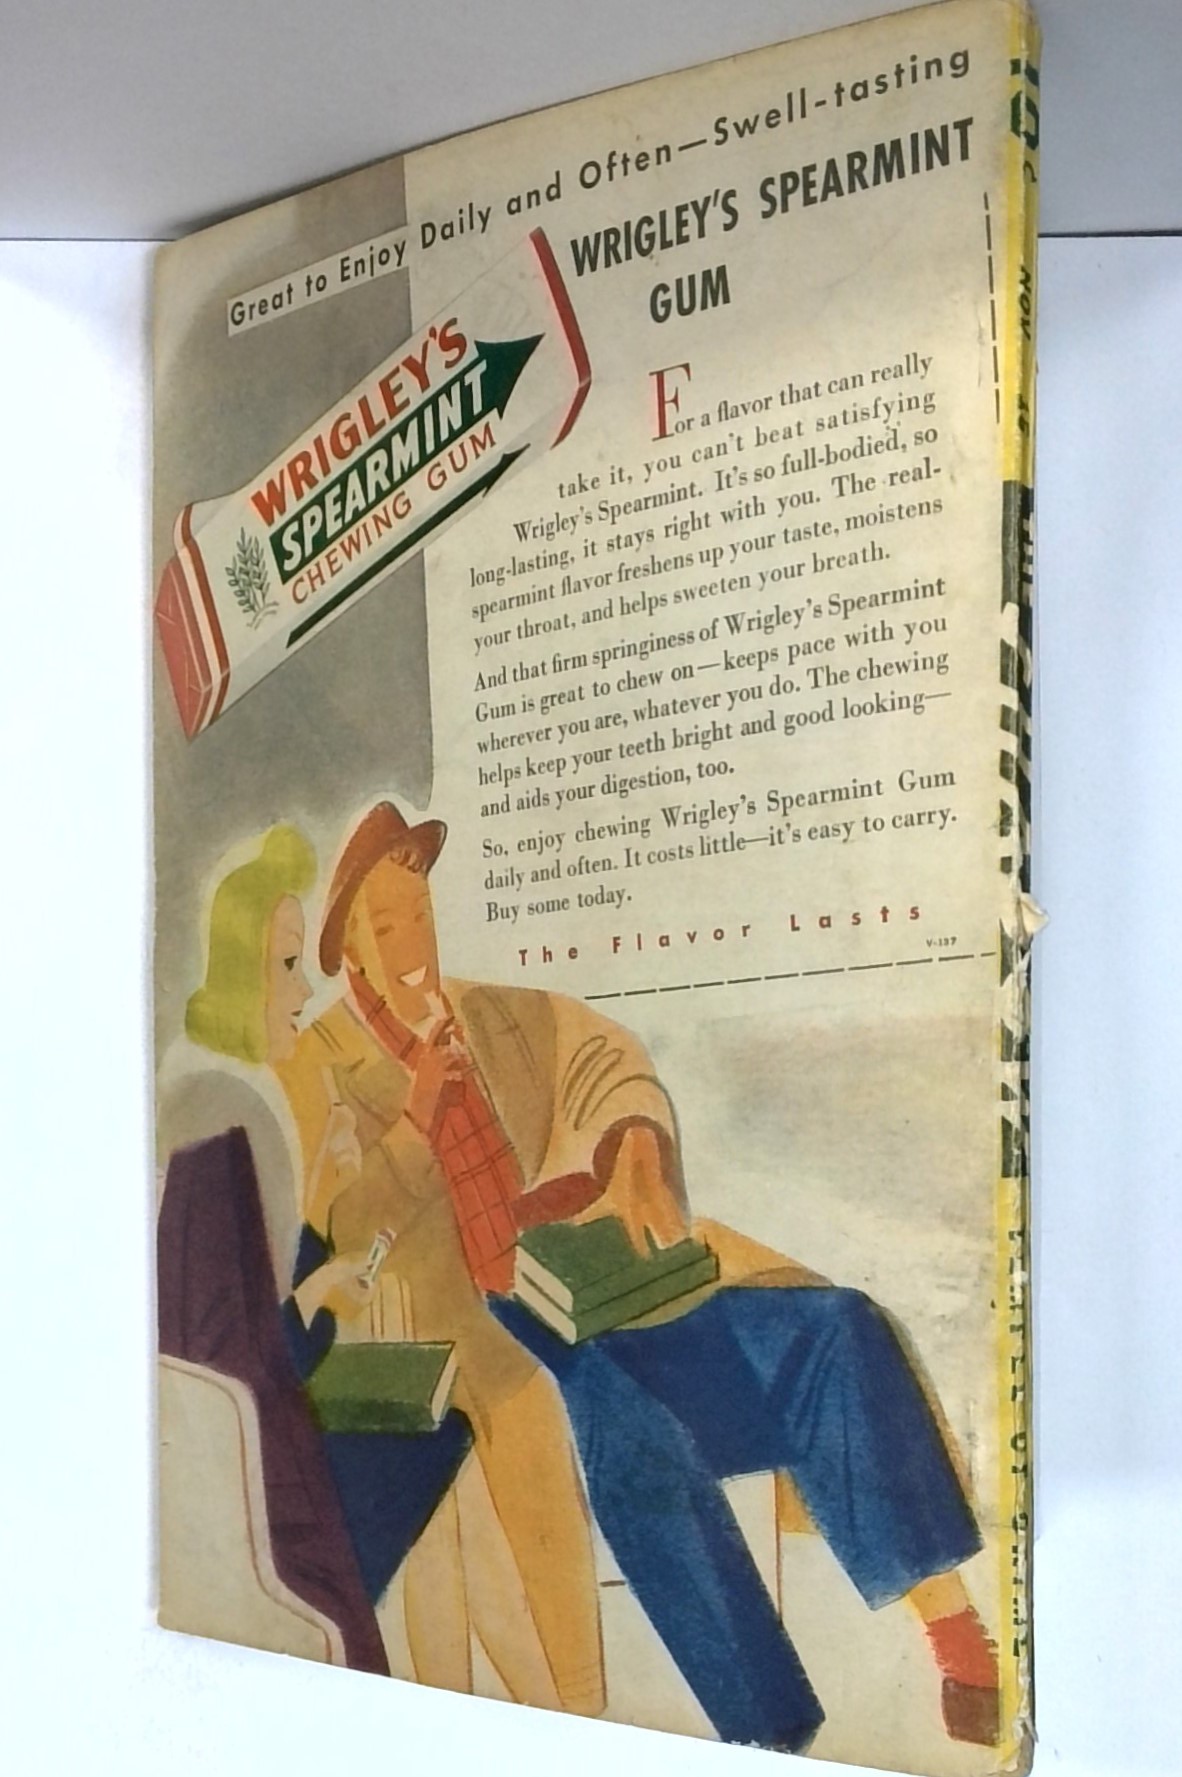 Great to Enjoy Daily and Often—Swell-tasting
WRIGLEY'S SPEARMINT
GUM
WRIGLEY'S
SPEARMINT
CHEWING GUM
For a flavor that can really
take it, you can't beat satisfying
Wrigley's Spearmint. It's so full-bodied, so
long-lasting, it stays right with you. The real-
spearmint flavor freshens up your taste, moistens
your throat, and helps sweeten your breath.
And that firm springiness of Wrigley's Spearmint
Gum is great to chew on—keeps pace with you
wherever you are, whatever you do. The chewing
helps keep your teeth bright and good looking—
and aids your digestion, too.
So, enjoy chewing Wrigley's Spearmint Gum
daily and often. It costs little—it's easy to carry.
Buy some today.
The Flavor Lasts
V-137
NOV